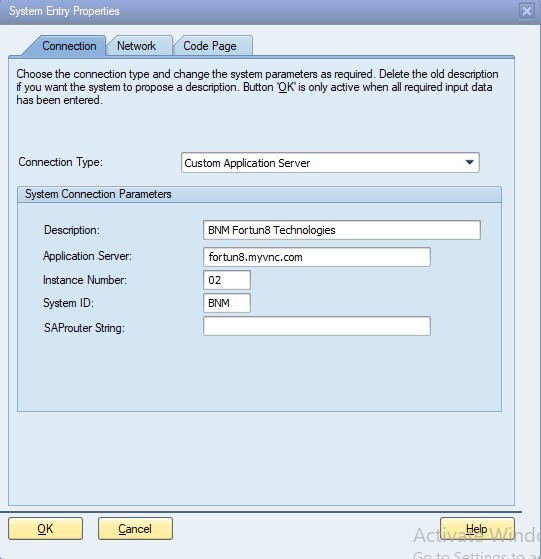 System Entry Properties
Connection Network Code Page
Choose the connection type and change the system parameters as required. Delete the old description
if you want the system to propose a description. Button 'OK' is only active when all required input data
has been entered.
Connection Type: Custom Application Server
System Connection Parameters
Description: BNM Fortun8 Technologies
Application Server: fortun8.myvnc.com
Instance Number: 02
System ID: BNM
SAProuter String:
OK Cancel Help
Activate Windo
Go to Settings to a